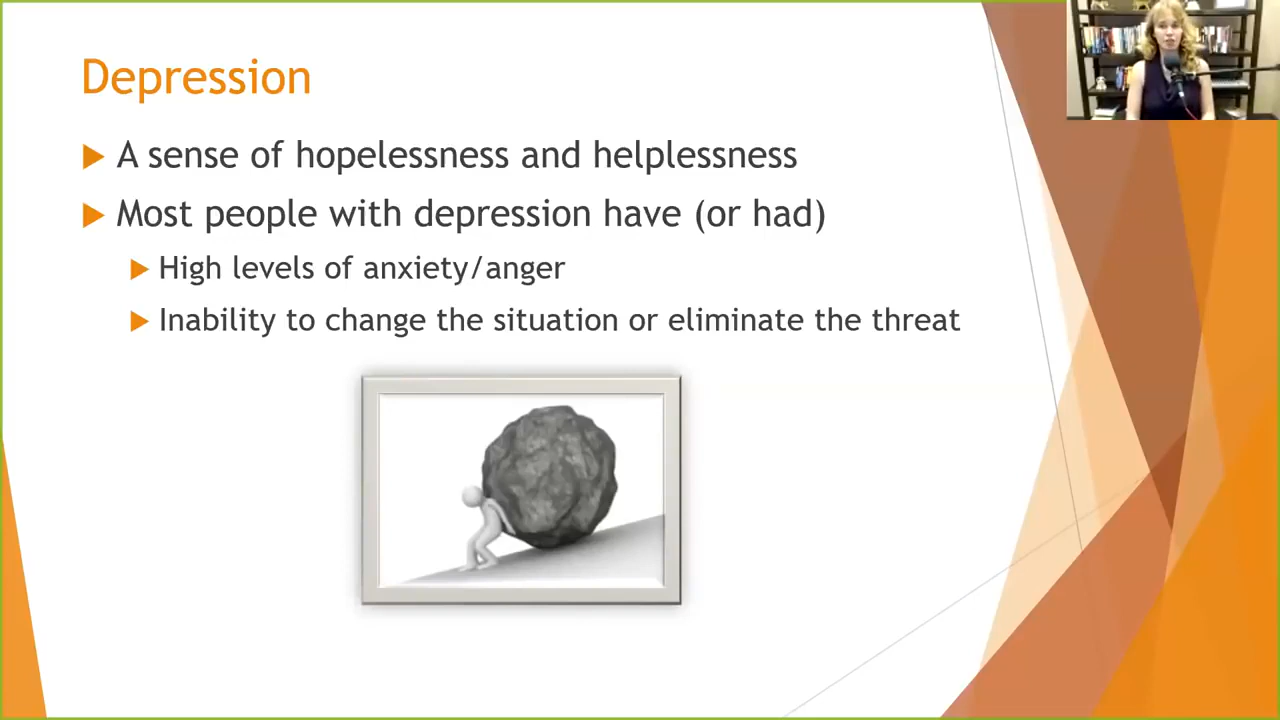 Depression
A sense of hopelessness and helplessness
Most people with depression have (or had)
High levels of anxiety/anger
Inability to change the situation or eliminate the threat